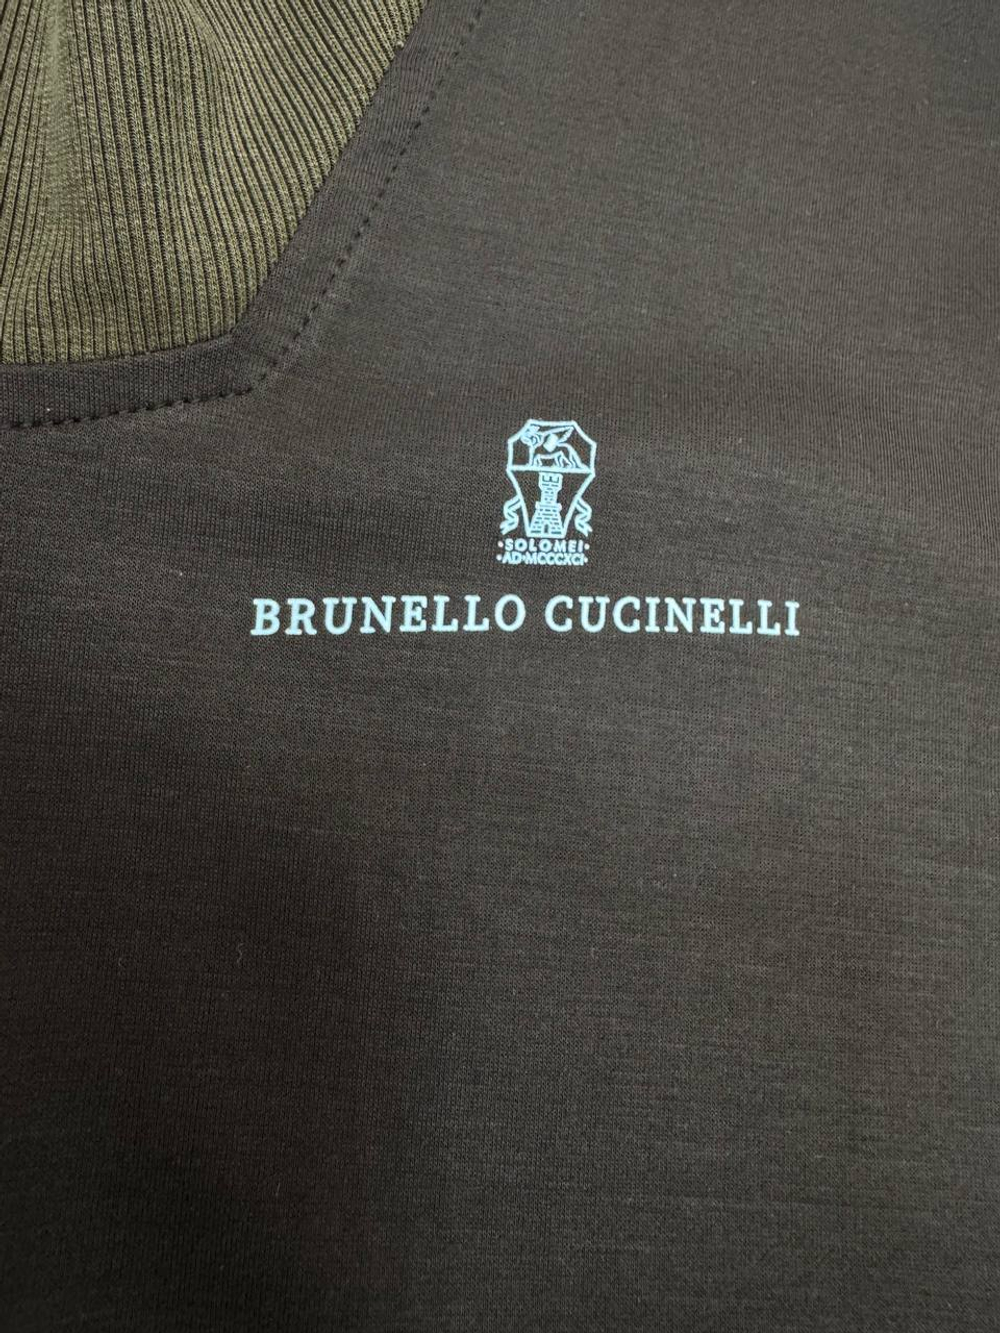 ·SOLOMEI·
·AD·MCCCXCI·
BRUNELLO CUCINELLI